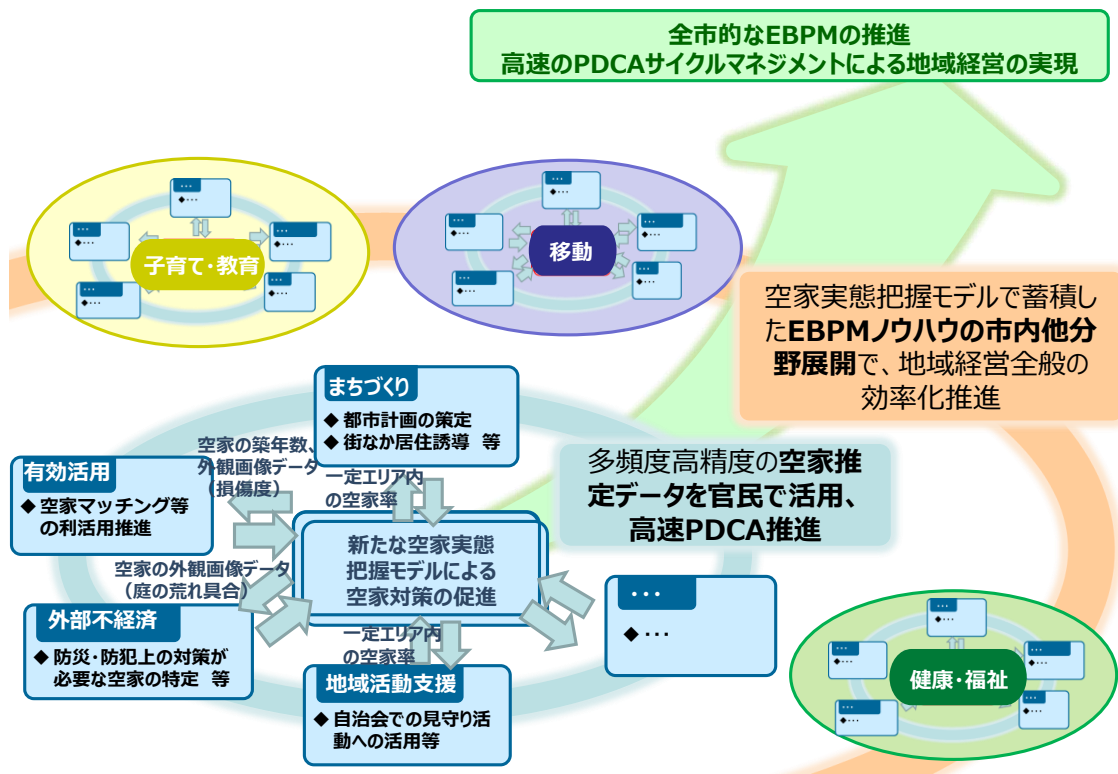 全市的なEBPMの推進
高速のPDCAサイクルマネジメントによる地域経営の実現
…
◆…
…
◆…
…
◆…
…
◆…
…
◆…
子育て・教育
…
◆…
…
◆…
…
◆…
…
◆…
…
◆…
移動
空家実態把握モデルで蓄積し
たEBPMノウハウの市内他分
野展開で、地域経営全般の
効率化推進
まちづくり
◆ 都市計画の策定
◆ 街なか居住誘導 等
空家の築年数、
外観画像データ
(損傷度)
一定エリア内
の空家率
有効活用
◆ 空家マッチング等
の利活用推進
多頻度高精度の空家推
定データを官民で活用、
高速PDCA推進
新たな空家実態
把握モデルによる
空家対策の促進
空家の外観画像データ
(庭の荒れ具合)
外部不経済
◆ 防災・防犯上の対策が
必要な空家の特定 等
一定エリア内
の空家率
地域活動支援
◆ 自治会での見守り活
動への活用等
…
◆…
…
◆…
…
◆…
…
◆…
…
◆…
…
◆…
健康・福祉